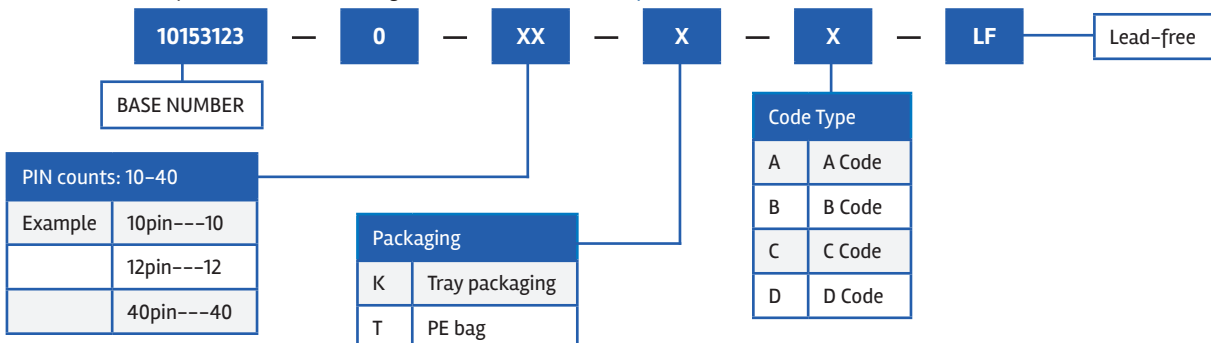 10153123 — 0 — XX — X — X — LF Lead-free
BASE NUMBER
PIN counts: 10-40
Example 10pin---10
12pin---12
40pin---40
Packaging
K Tray packaging
T PE bag
Code Type
A A Code
B B Code
C C Code
D D Code